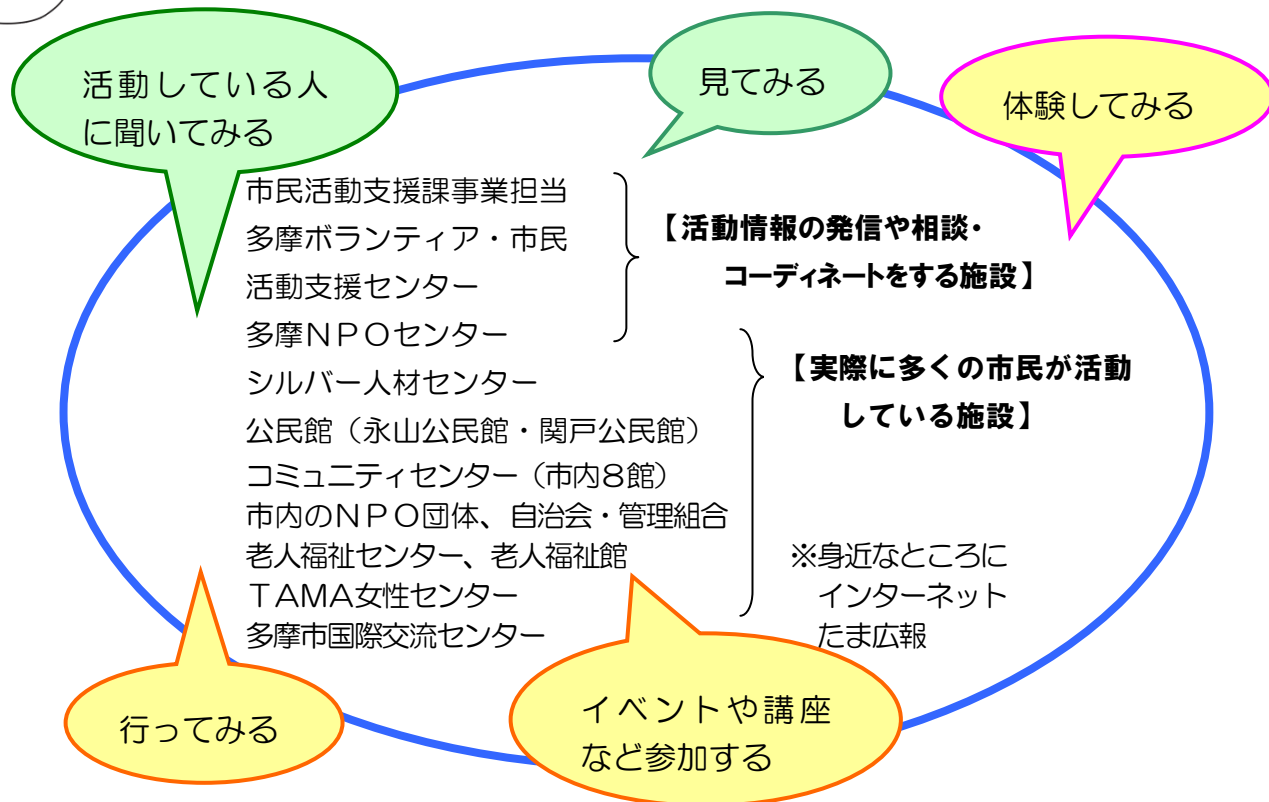 活動している人
に聞いてみる
見てみる
体験してみる
市民活動支援課事業担当
多摩ボランティア・市民
活動支援センター
多摩NPOセンター
【活動情報の発信や相談・
コーディネートをする施設】
シルバー人材センター
公民館（永山公民館・関戸公民館）
コミュニティセンター（市内8館）
市内のNPO団体、自治会・管理組合
老人福祉センター、老人福祉館
TAMA女性センター
多摩市国際交流センター
【実際に多くの市民が活動
している施設】
※身近なところに
インターネット
たま広報
行ってみる
イベントや講座
など参加する